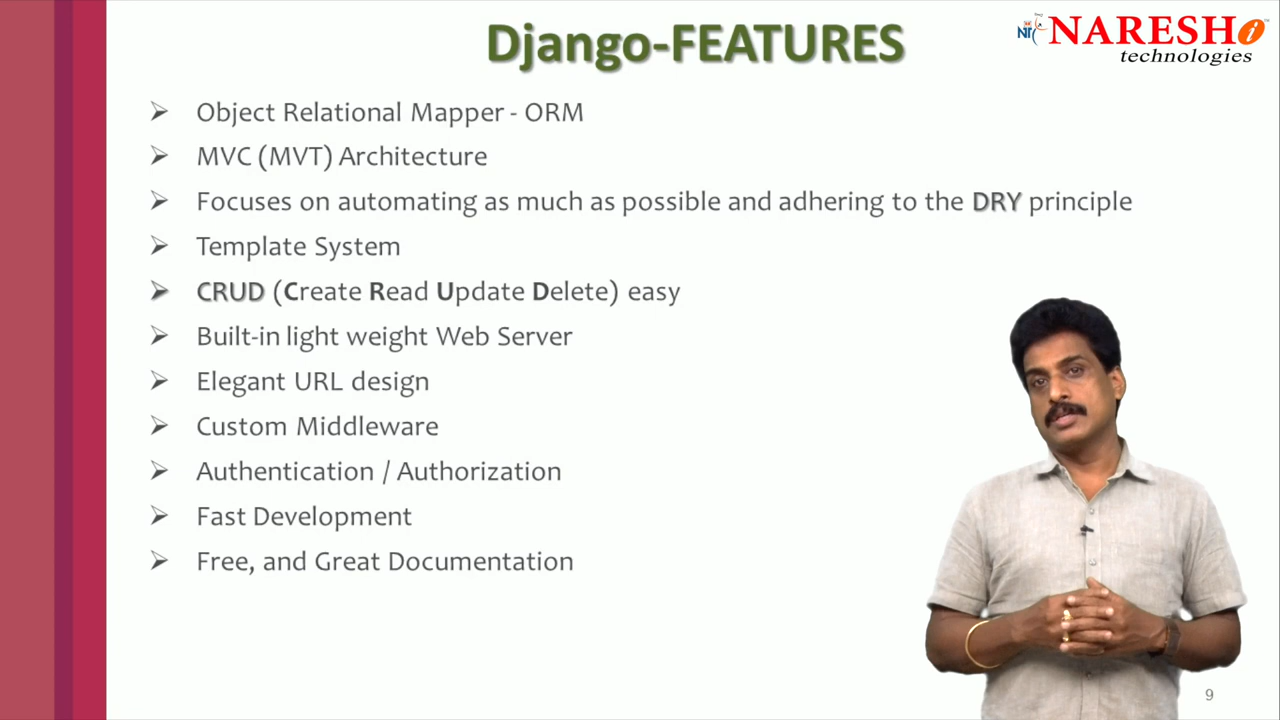 Django-FEATURES
NARESH i
technologies
Object Relational Mapper - ORM
MVC (MVT) Architecture
Focuses on automating as much as possible and adhering to the DRY principle
Template System
CRUD (Create Read Update Delete) easy
Built-in light weight Web Server
Elegant URL design
Custom Middleware
Authentication / Authorization
Fast Development
Free, and Great Documentation
9